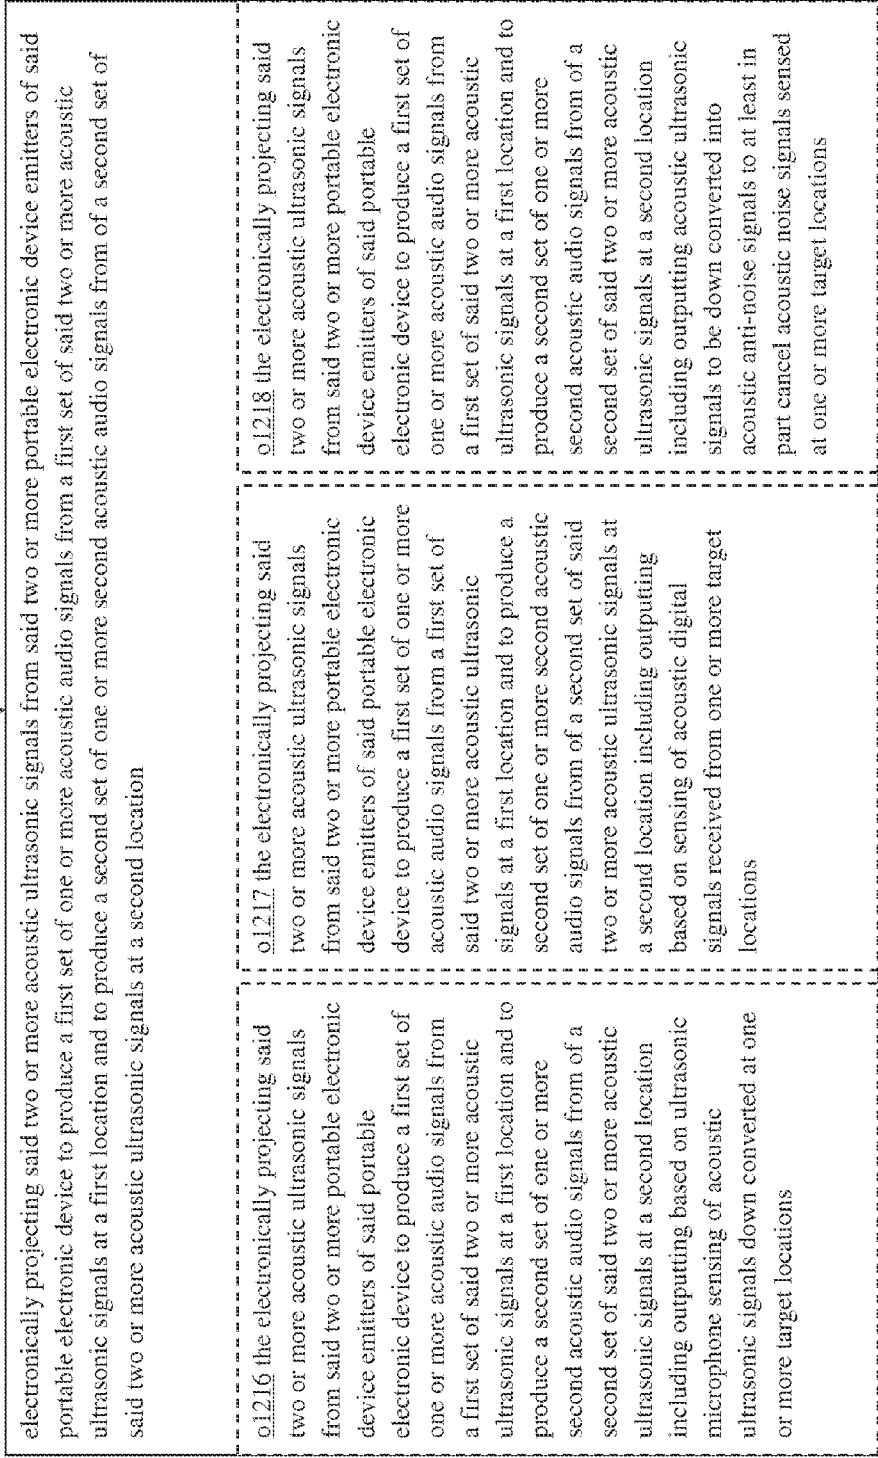 electronically projecting said two or more acoustic ultrasonic signals from said two or more portable electronic device emitters of said
portable electronic device to produce a first set of one or more acoustic audio signals from a first set of said two or more acoustic
ultrasonic signals at a first location and to produce a second set of one or more second acoustic audio signals from of a second set of
said two or more acoustic ultrasonic signals at a second location
o1216 the electronically projecting said
two or more acoustic ultrasonic signals
from said two or more portable electronic
device emitters of said portable
electronic device to produce a first set of
one or more acoustic audio signals from
a first set of said two or more acoustic
ultrasonic signals at a first location and to
produce a second set of one or more
second acoustic audio signals from of a
second set of said two or more acoustic
ultrasonic signals at a second location
including outputting based on ultrasonic
microphone sensing of acoustic
ultrasonic signals down converted at one
or more target locations
o1217 the electronically projecting said
two or more acoustic ultrasonic signals
from said two or more portable electronic
device emitters of said portable electronic
device to produce a first set of one or more
acoustic audio signals from a first set of
said two or more acoustic ultrasonic
signals at a first location and to produce a
second set of one or more second acoustic
audio signals from of a second set of said
two or more acoustic ultrasonic signals at
a second location including outputting
based on sensing of acoustic digital
signals received from one or more target
locations
o1218 the electronically projecting said
two or more acoustic ultrasonic signals
from said two or more portable electronic
device emitters of said portable
electronic device to produce a first set of
one or more acoustic audio signals from
a first set of said two or more acoustic
ultrasonic signals at a first location and to
produce a second set of one or more
second acoustic audio signals from of a
second set of said two or more acoustic
ultrasonic signals at a second location
including outputting acoustic ultrasonic
signals to be down converted into
acoustic anti-noise signals to at least in
part cancel acoustic noise signals sensed
at one or more target locations